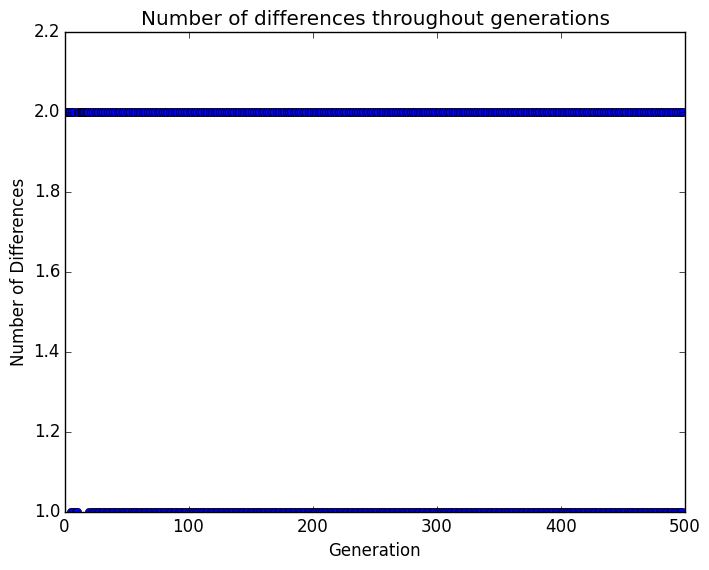 Number of differences throughout generations
2.2
2.0
1.8
1.6
1.4
1.2
1.0
Number of Differences
0 100 200 300 400 500
Generation